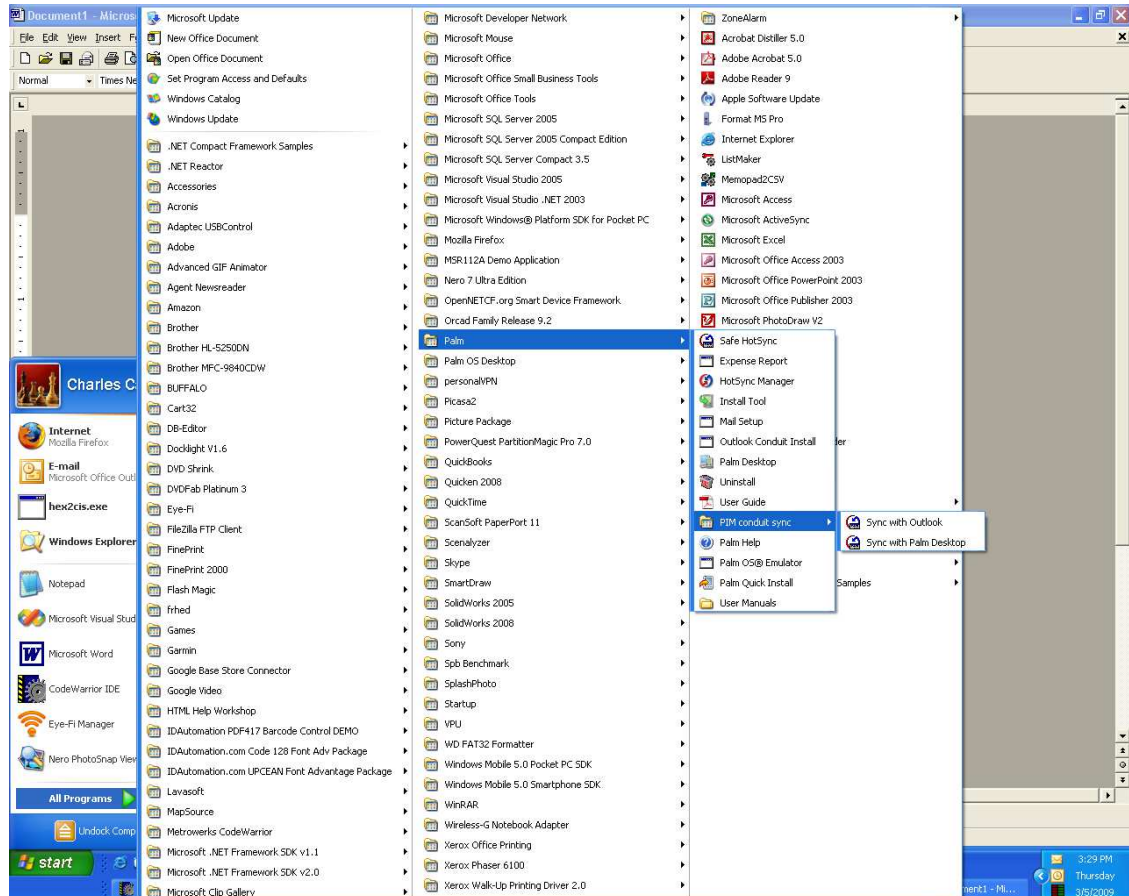 Document1 - Micros
File Edit View Insert F
Normal Times Ne
L
Charles C
Internet
Mozilla Firefox
E-mail
Microsoft Office Outl
hex2cis.exe
Windows Explorer
Notepad
Microsoft Visual Stud
Microsoft Word
CodeWarrior IDE
Eye-Fi Manager
Nero PhotoSnap View
All Programs
Undock Comp
start
Microsoft Update
New Office Document
Open Office Document
Set Program Access and Defaults
Windows Catalog
Windows Update
.NET Compact Framework Samples
.NET Reactor
Accessories
Acronis
Adaptec USBControl
Adobe
Advanced GIF Animator
Agent Newsreader
Amazon
Brother
Brother HL-5250DN
Brother MFC-9840CDW
BUFFALO
Cart32
DB-Editor
Docklight V1.6
DVD Shrink
DVDFab Platinum 3
Eye-Fi
FileZilla FTP Client
FinePrint
FinePrint 2000
Flash Magic
frhed
Games
Garmin
Google Base Store Connector
Google Video
HTML Help Workshop
IDAutomation PDF417 Barcode Control DEMO
IDAutomation.com Code 128 Font Adv Package
IDAutomation.com UPCEAN Font Advantage Package
Lavasoft
MapSource
Metrowerks CodeWarrior
Microsoft .NET Framework SDK v1.1
Microsoft .NET Framework SDK v2.0
Microsoft Clip Gallery
Microsoft Developer Network
Microsoft Mouse
Microsoft Office
Microsoft Office Small Business Tools
Microsoft Office Tools
Microsoft SQL Server 2005
Microsoft SQL Server 2005 Compact Edition
Microsoft SQL Server Compact 3.5
Microsoft Visual Studio 2005
Microsoft Visual Studio .NET 2003
Microsoft Windows® Platform SDK for Pocket PC
Mozilla Firefox
MSR112A Demo Application
Nero 7 Ultra Edition
OpenNETCF.org Smart Device Framework
Orcad Family Release 9.2
Palm
Palm OS Desktop
personalVPN
Picasa2
Picture Package
PowerQuest PartitionMagic Pro 7.0
QuickBooks
Quicken 2008
QuickTime
ScanSoft PaperPort 11
Scenalyzer
Skype
SmartDraw
SolidWorks 2005
SolidWorks 2008
Sony
Spb Benchmark
SplashPhoto
Startup
VPU
WD FAT32 Formatter
Windows Mobile 5.0 Pocket PC SDK
Windows Mobile 5.0 Smartphone SDK
WinRAR
Wireless-G Notebook Adapter
Xerox Office Printing
Xerox Phaser 6100
Xerox Walk-Up Printing Driver 2.0
ZoneAlarm
Acrobat Distiller 5.0
Adobe Acrobat 5.0
Adobe Reader 9
Apple Software Update
Format MS Pro
Internet Explorer
ListMaker
Memopad2CSV
Microsoft Access
Microsoft ActiveSync
Microsoft Excel
Microsoft Office Access 2003
Microsoft Office PowerPoint 2003
Microsoft Office Publisher 2003
Microsoft PhotoDraw V2
Safe HotSync
Expense Report
HotSync Manager
Install Tool
Mail Setup
Outlook Conduit Install
der
Palm Desktop
Uninstall
User Guide
PIM conduit sync
Palm Help
Palm OS® Emulator
Palm Quick Install
Samples
User Manuals
Sync with Outlook
Sync with Palm Desktop
ment1 - Mi...
3:29 PM
Thursday
3/5/2009